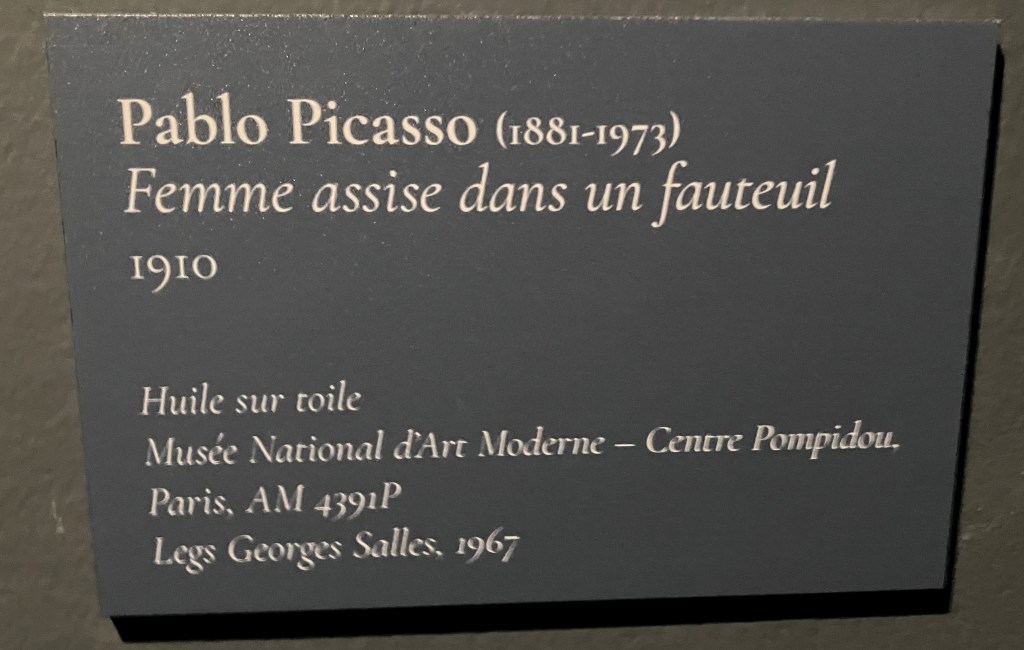 Pablo Picasso (1881-1973)
Femme assise dans un fauteuil
1910
Huile sur toile
Musée National d'Art Moderne – Centre Pompidou,
Paris, AM 4391P
Legs Georges Salles, 1967